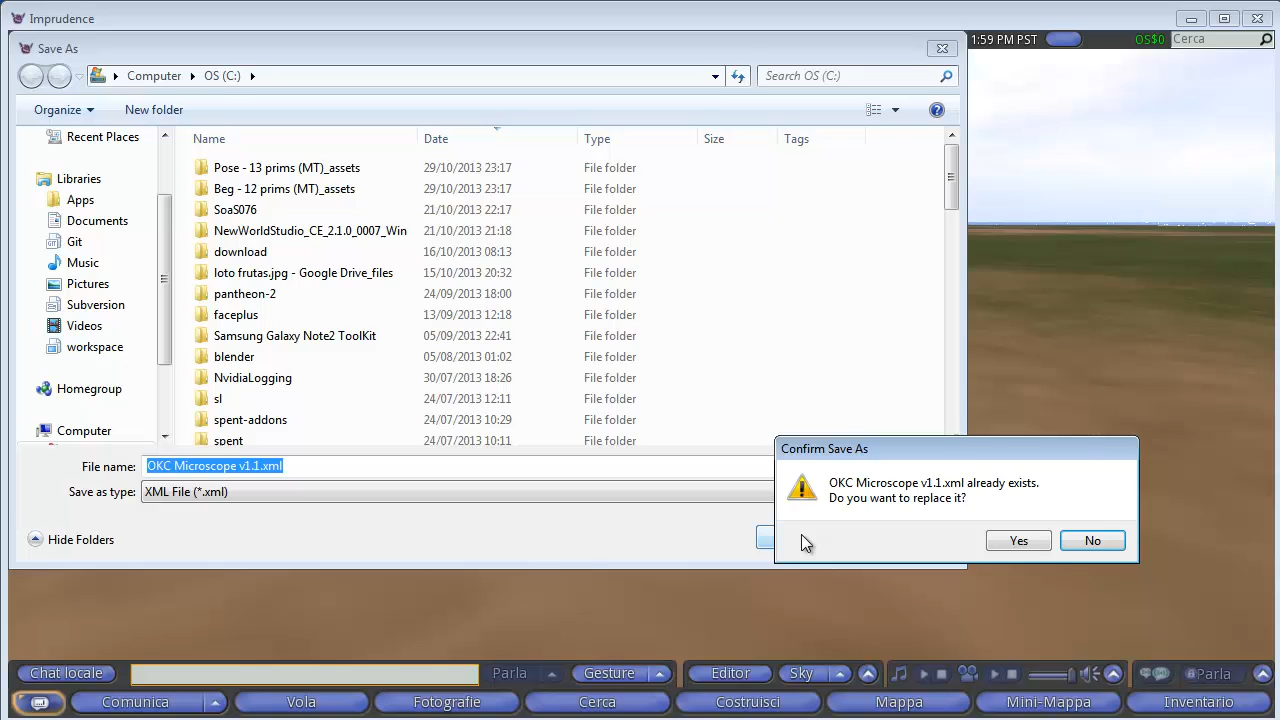 Imprudence
Save As
1:59 PM PST
OS$0
Cerca
Computer
OS (C:)
Search OS (C:)
Organize
New folder
Name
Date
Type
Size
Tags
Recent Places
Libraries
Apps
Documents
Git
Music
Pictures
Subversion
Videos
workspace
Homegroup
Computer
Pose - 13 prims (MT)_assets 29/10/2013 23:17 File folder
Beg - 12 prims (MT)_assets 29/10/2013 23:17 File folder
SoaS076 21/10/2013 22:17 File folder
NewWorldStudio_CE_2.1.0_0007_Win 21/10/2013 21:18 File folder
download 16/10/2013 08:13 File folder
loto frutas.jpg - Google Drive_files 15/10/2013 20:32 File folder
pantheon-2 24/09/2013 18:00 File folder
faceplus 13/09/2013 12:18 File folder
Samsung Galaxy Note2 ToolKit 05/09/2013 22:41 File folder
blender 05/08/2013 01:02 File folder
NvidiaLogging 30/07/2013 18:26 File folder
sl 24/07/2013 12:11 File folder
spent-addons 24/07/2013 10:29 File folder
spent 24/07/2013 10:11 File folder
File name: OKC Microscope v1.1.xml
Save as type: XML File (*.xml)
Hide Folders
Confirm Save As
OKC Microscope v1.1.xml already exists.
Do you want to replace it?
Yes
No
Chat locale
Parla
Gesture
Editor
Sky
Parla
Comunica
Vola
Fotografie
Cerca
Costruisci
Mappa
Mini-Mappa
Inventario